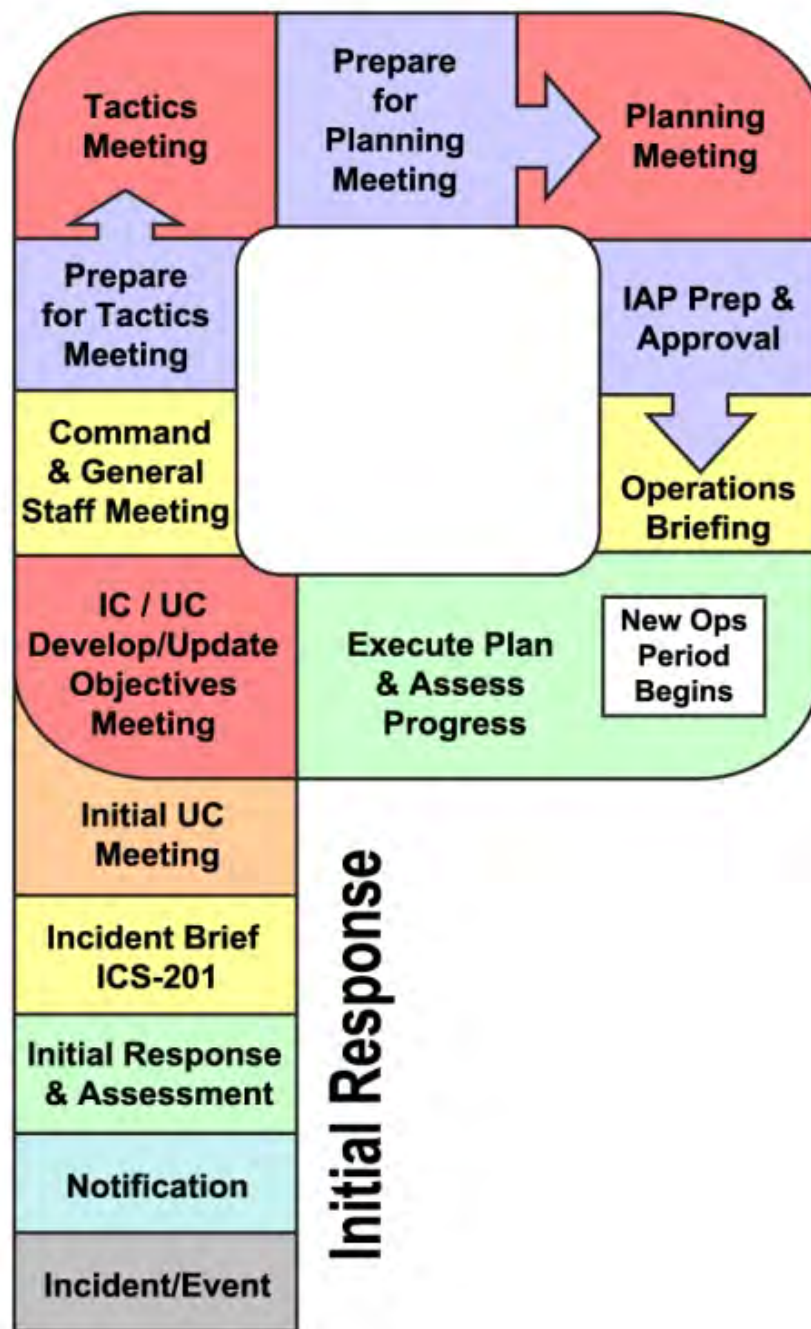 Tactics
Meeting
Prepare
for
Planning
Meeting
Planning
Meeting
Prepare
for Tactics
Meeting
IAP Prep &
Approval
Command
& General
Staff Meeting
Operations
Briefing
IC / UC
Develop/Update
Objectives
Meeting
Execute Plan
& Assess
Progress
New Ops
Period
Begins
Initial UC
Meeting
Incident Brief
ICS-201
Initial Response
& Assessment
Notification
Incident/Event
Initial Response